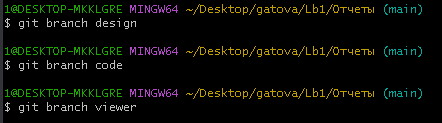 1@DESKTOP-MKKLGRE MINGW64 ~/Desktop/gatova/Lb1/Отчеты (main)
$ git branch design
1@DESKTOP-MKKLGRE MINGW64 ~/Desktop/gatova/Lb1/Отчеты (main)
$ git branch code
1@DESKTOP-MKKLGRE MINGW64 ~/Desktop/gatova/Lb1/Отчеты (main)
$ git branch viewer